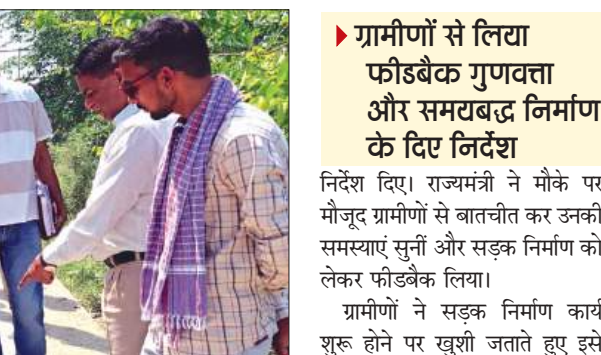 ग्रामीणों से लिया
फीडबैक गुणवत्ता
और समयबद्ध निर्माण
के दिए निर्देश
निर्देश दिए। राज्यमंत्री ने मौके पर
मौजूद ग्रामीणों से बातचीत कर उनकी
समस्याएं सुनीं और सड़क निर्माण को
लेकर फीडबैक लिया।
ग्रामीणों ने सड़क निर्माण कार्य
शुरू होने पर खुशी जताते हुए इसे